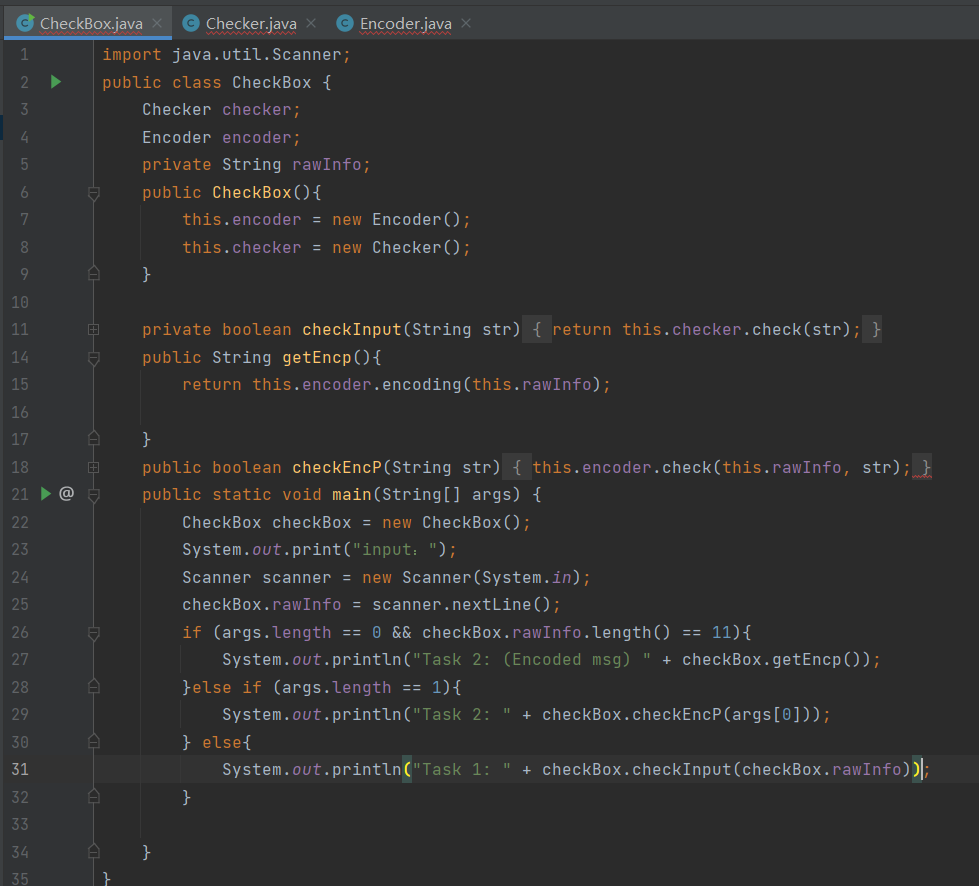 CheckBox.java Checker.java Encoder.java
1 import java.util.Scanner;
2 public class CheckBox {
3 Checker checker;
4 Encoder encoder;
5 private String rawInfo;
6 public CheckBox(){
7 this.encoder = new Encoder();
8 this.checker = new Checker();
9 }
10
11 private boolean checkInput(String str) { return this.checker.check(str); }
14 public String getEncp(){
15 return this.encoder.encoding(this.rawInfo);
16
17 }
18 public boolean checkEncP(String str) { this.encoder.check(this.rawInfo, str); }
21 @ public static void main(String[] args) {
22 CheckBox checkBox = new CheckBox();
23 System.out.print("input：");
24 Scanner scanner = new Scanner(System.in);
25 checkBox.rawInfo = scanner.nextLine();
26 if (args.length == 0 && checkBox.rawInfo.length() == 11){
27 System.out.println("Task 2: (Encoded msg) " + checkBox.getEncp());
28 }else if (args.length == 1){
29 System.out.println("Task 2: " + checkBox.checkEncP(args[0]));
30 } else{
31 System.out.println("Task 1: " + checkBox.checkInput(checkBox.rawInfo));
32 }
33
34 }
35 }